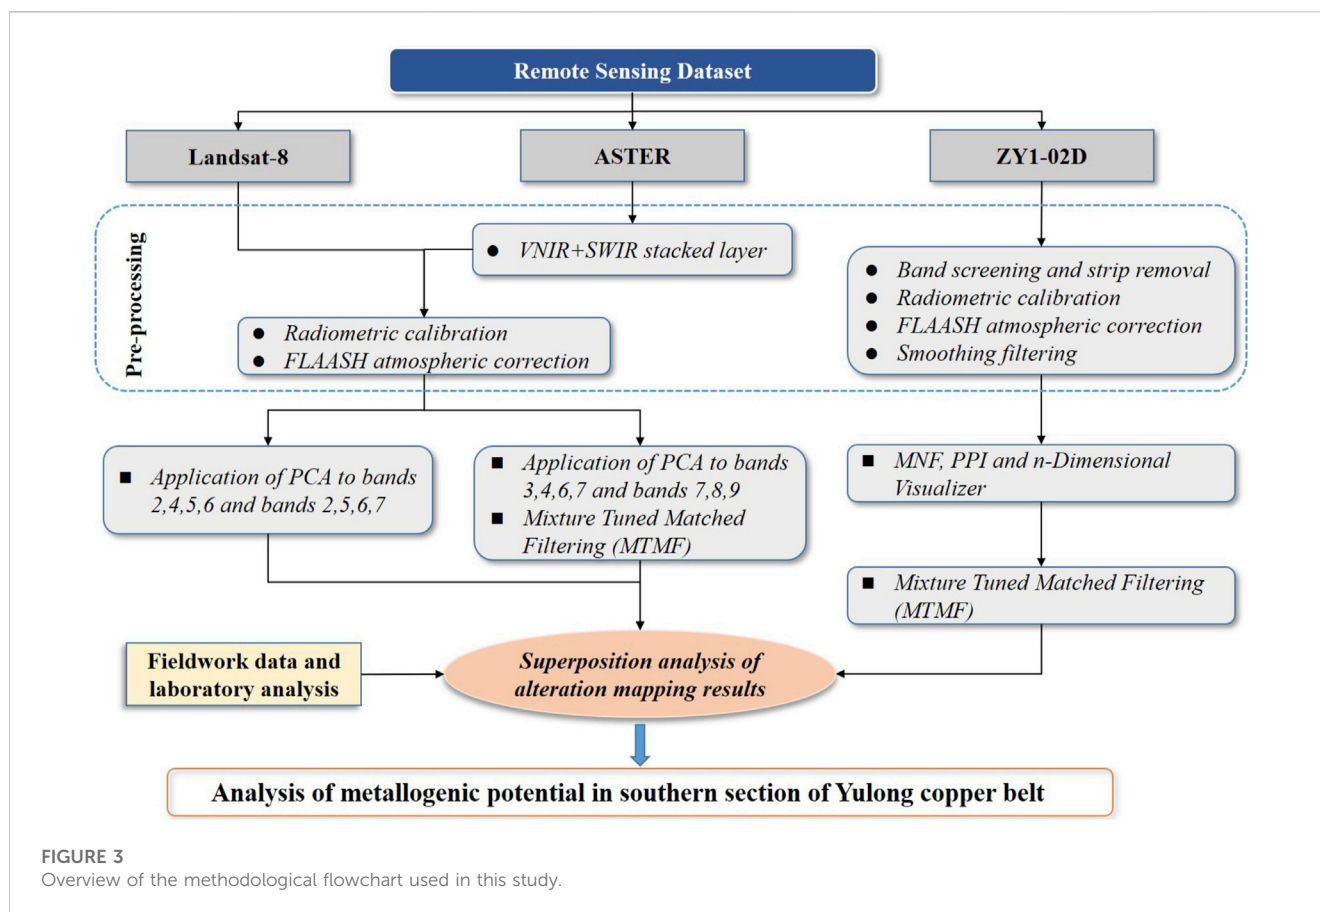 Remote Sensing Dataset
Landsat-8
ASTER
ZY1-02D
Pre-processing
● VNIR+SWIR stacked layer
● Radiometric calibration
● FLAASH atmospheric correction
● Band screening and strip removal
● Radiometric calibration
● FLAASH atmospheric correction
● Smoothing filtering
■ Application of PCA to bands
2,4,5,6 and bands 2,5,6,7
■ Application of PCA to bands
3,4,6,7 and bands 7,8,9
■ Mixture Tuned Matched
Filtering (MTMF)
■ MNF, PPI and n-Dimensional
Visualizer
■ Mixture Tuned Matched Filtering
(MTMF)
Fieldwork data and
laboratory analysis
Superposition analysis of
alteration mapping results
Analysis of metallogenic potential in southern section of Yulong copper belt
FIGURE 3
Overview of the methodological flowchart used in this study.